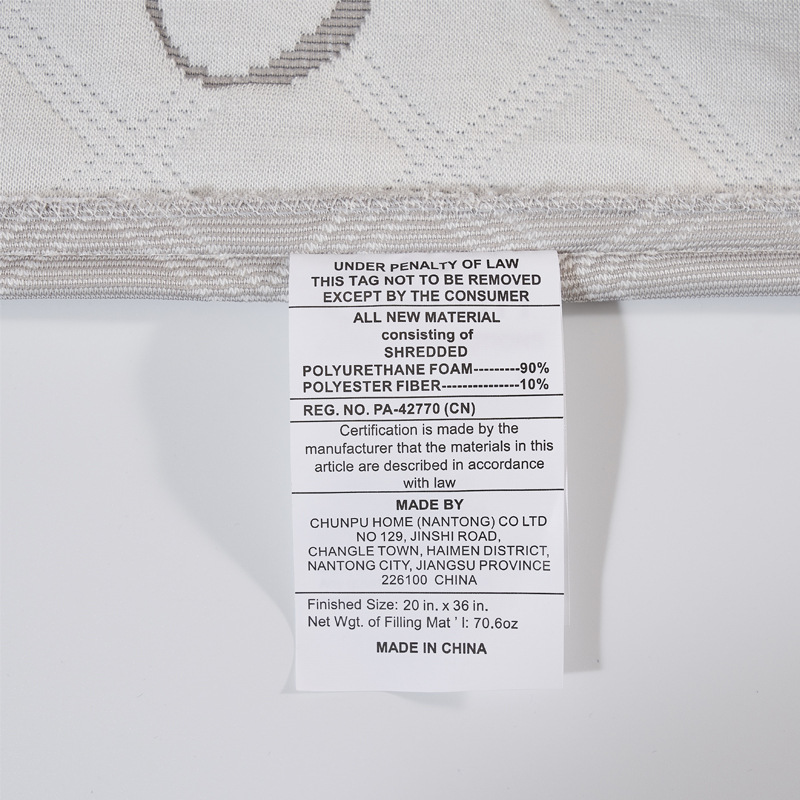 UNDER PENALTY OF LAW
THIS TAG NOT TO BE REMOVED
EXCEPT BY THE CONSUMER
ALL NEW MATERIAL
consisting of
SHREDDED
POLYURETHANE FOAM---------90%
POLYESTER FIBER---------------10%
REG. NO. PA-42770 (CN)
Certification is made by the
manufacturer that the materials in this
article are described in accordance
with law
MADE BY
CHUNPU HOME (NANTONG) CO LTD
NO 129, JINSHI ROAD,
CHANGLE TOWN, HAIMEN DISTRICT,
NANTONG CITY, JIANGSU PROVINCE
226100 CHINA
Finished Size: 20 in. x 36 in.
Net Wgt. of Filling Mat ' l: 70.6oz
MADE IN CHINA